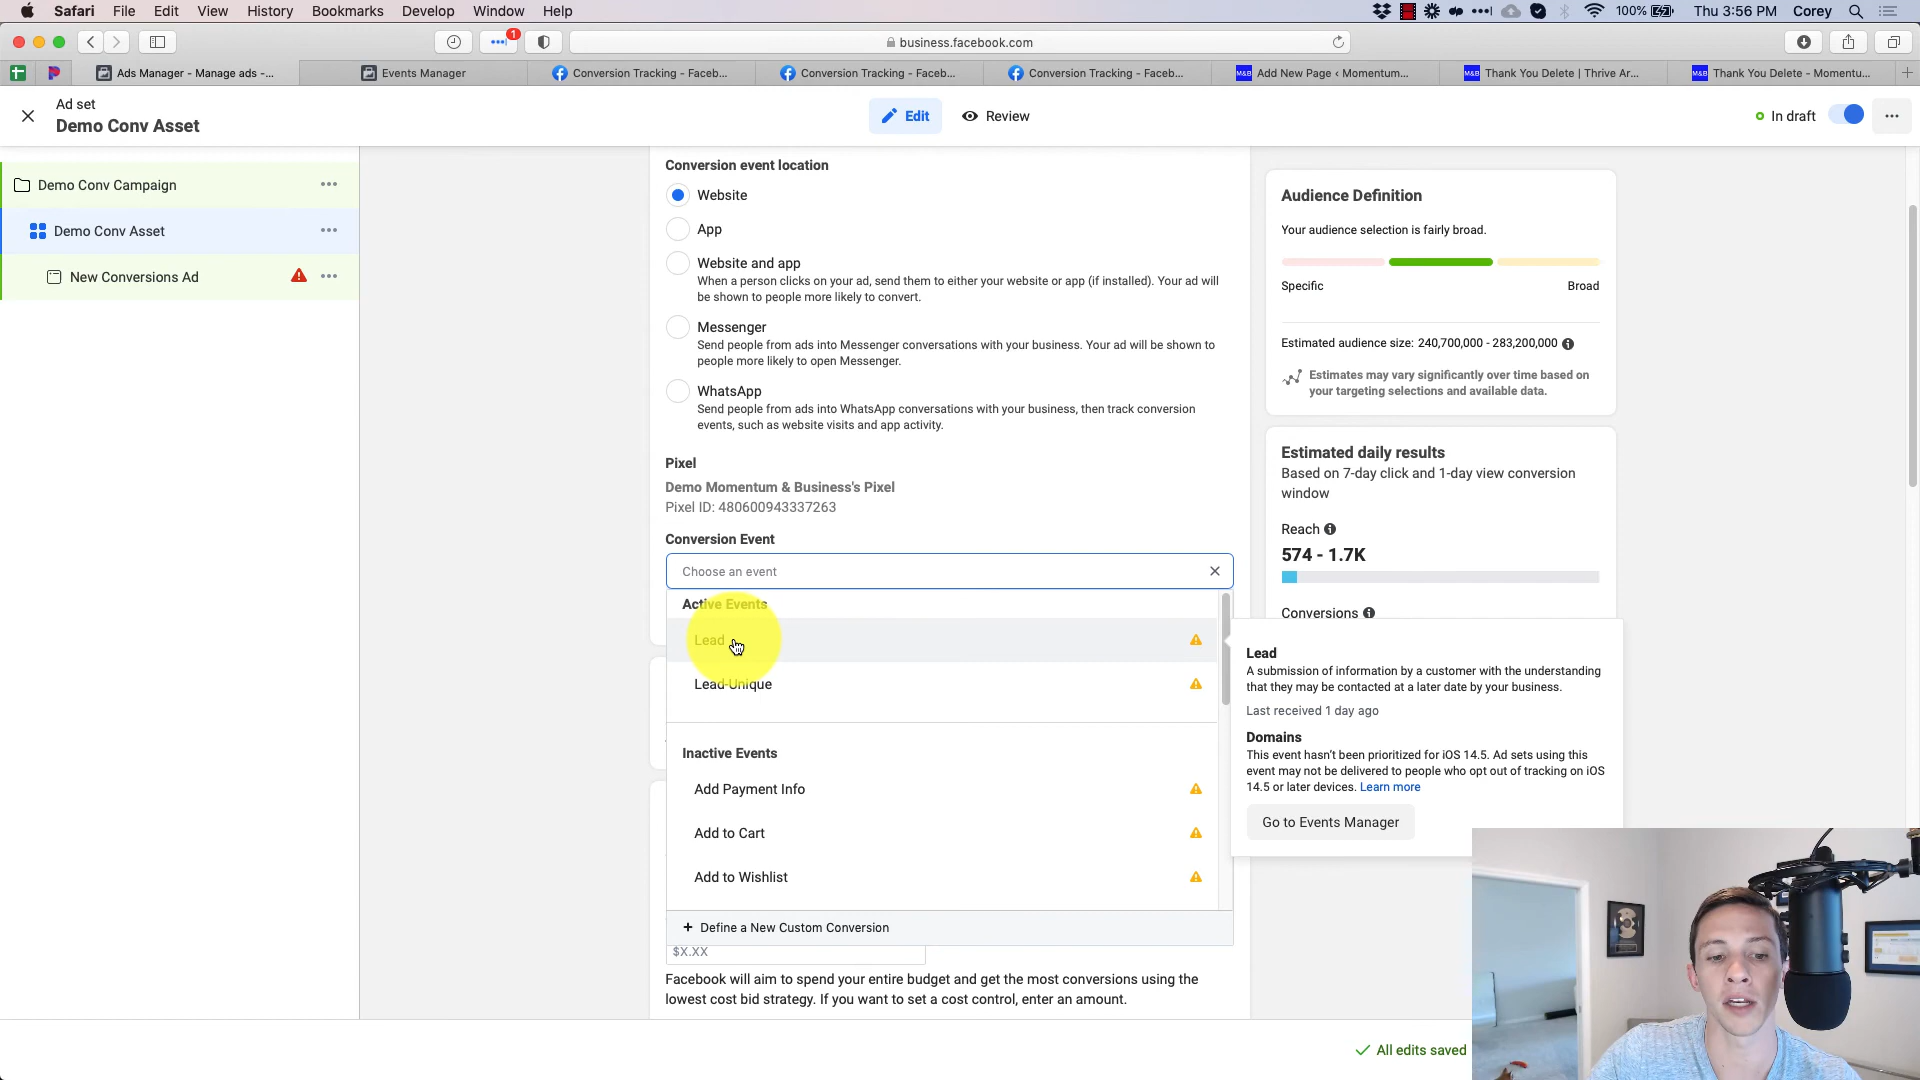 Safari File Edit View History Bookmarks Develop Window Help
100% Thu 3:56 PM Corey
1
business.facebook.com
Ads Manager - Manage ads -...
Events Manager
Conversion Tracking - Faceb...
Conversion Tracking - Faceb...
Conversion Tracking - Faceb...
M&B Add New Page ‹ Momentum...
M&B Thank You Delete | Thrive Ar...
M&B Thank You Delete - Momentu...
Ad set
Demo Conv Asset
Edit
Review
In draft
Demo Conv Campaign
Demo Conv Asset
New Conversions Ad
Conversion event location
Website
App
Website and app
When a person clicks on your ad, send them to either your website or app (if installed). Your ad will
be shown to people more likely to convert.
Messenger
Send people from ads into Messenger conversations with your business. Your ad will be shown to
people more likely to open Messenger.
WhatsApp
Send people from ads into WhatsApp conversations with your business, then track conversion
events, such as website visits and app activity.
Pixel
Demo Momentum & Business's Pixel
Pixel ID: 480600943337263
Conversion Event
Choose an event
Active Events
Lead
Lead-Unique
Inactive Events
Add Payment Info
Add to Cart
Add to Wishlist
+ Define a New Custom Conversion
$X.XX
Facebook will aim to spend your entire budget and get the most conversions using the
lowest cost bid strategy. If you want to set a cost control, enter an amount.
Audience Definition
Your audience selection is fairly broad.
Specific
Broad
Estimated audience size: 240,700,000 - 283,200,000
Estimates may vary significantly over time based on
your targeting selections and available data.
Estimated daily results
Based on 7-day click and 1-day view conversion
window
Reach
574 - 1.7K
Conversions
Lead
A submission of information by a customer with the understanding
that they may be contacted at a later date by your business.
Last received 1 day ago
Domains
This event hasn't been prioritized for iOS 14.5. Ad sets using this
event may not be delivered to people who opt out of tracking on iOS
14.5 or later devices. Learn more
Go to Events Manager
All edits saved